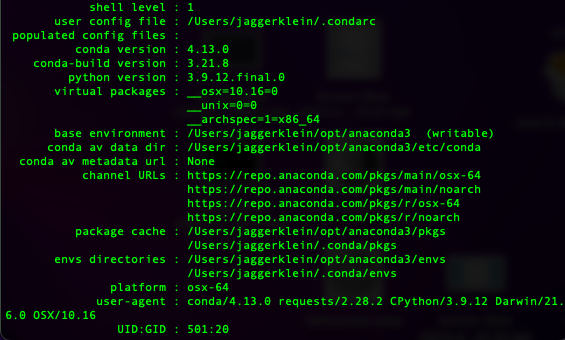 shell level : 1
user config file : /Users/jaggerklein/.condarc
populated config files :
conda version : 4.13.0
conda-build version : 3.21.8
python version : 3.9.12.final.0
virtual packages : __osx=10.16=0
__unix=0=0
__archspec=1=x86_64
base environment : /Users/jaggerklein/opt/anaconda3  (writable)
conda av data dir : /Users/jaggerklein/opt/anaconda3/etc/conda
conda av metadata url : None
channel URLs : https://repo.anaconda.com/pkgs/main/osx-64
https://repo.anaconda.com/pkgs/main/noarch
https://repo.anaconda.com/pkgs/r/osx-64
https://repo.anaconda.com/pkgs/r/noarch
package cache : /Users/jaggerklein/opt/anaconda3/pkgs
/Users/jaggerklein/.conda/pkgs
envs directories : /Users/jaggerklein/opt/anaconda3/envs
/Users/jaggerklein/.conda/envs
platform : osx-64
user-agent : conda/4.13.0 requests/2.28.2 CPython/3.9.12 Darwin/21.
6.0 OSX/10.16
UID:GID : 501:20